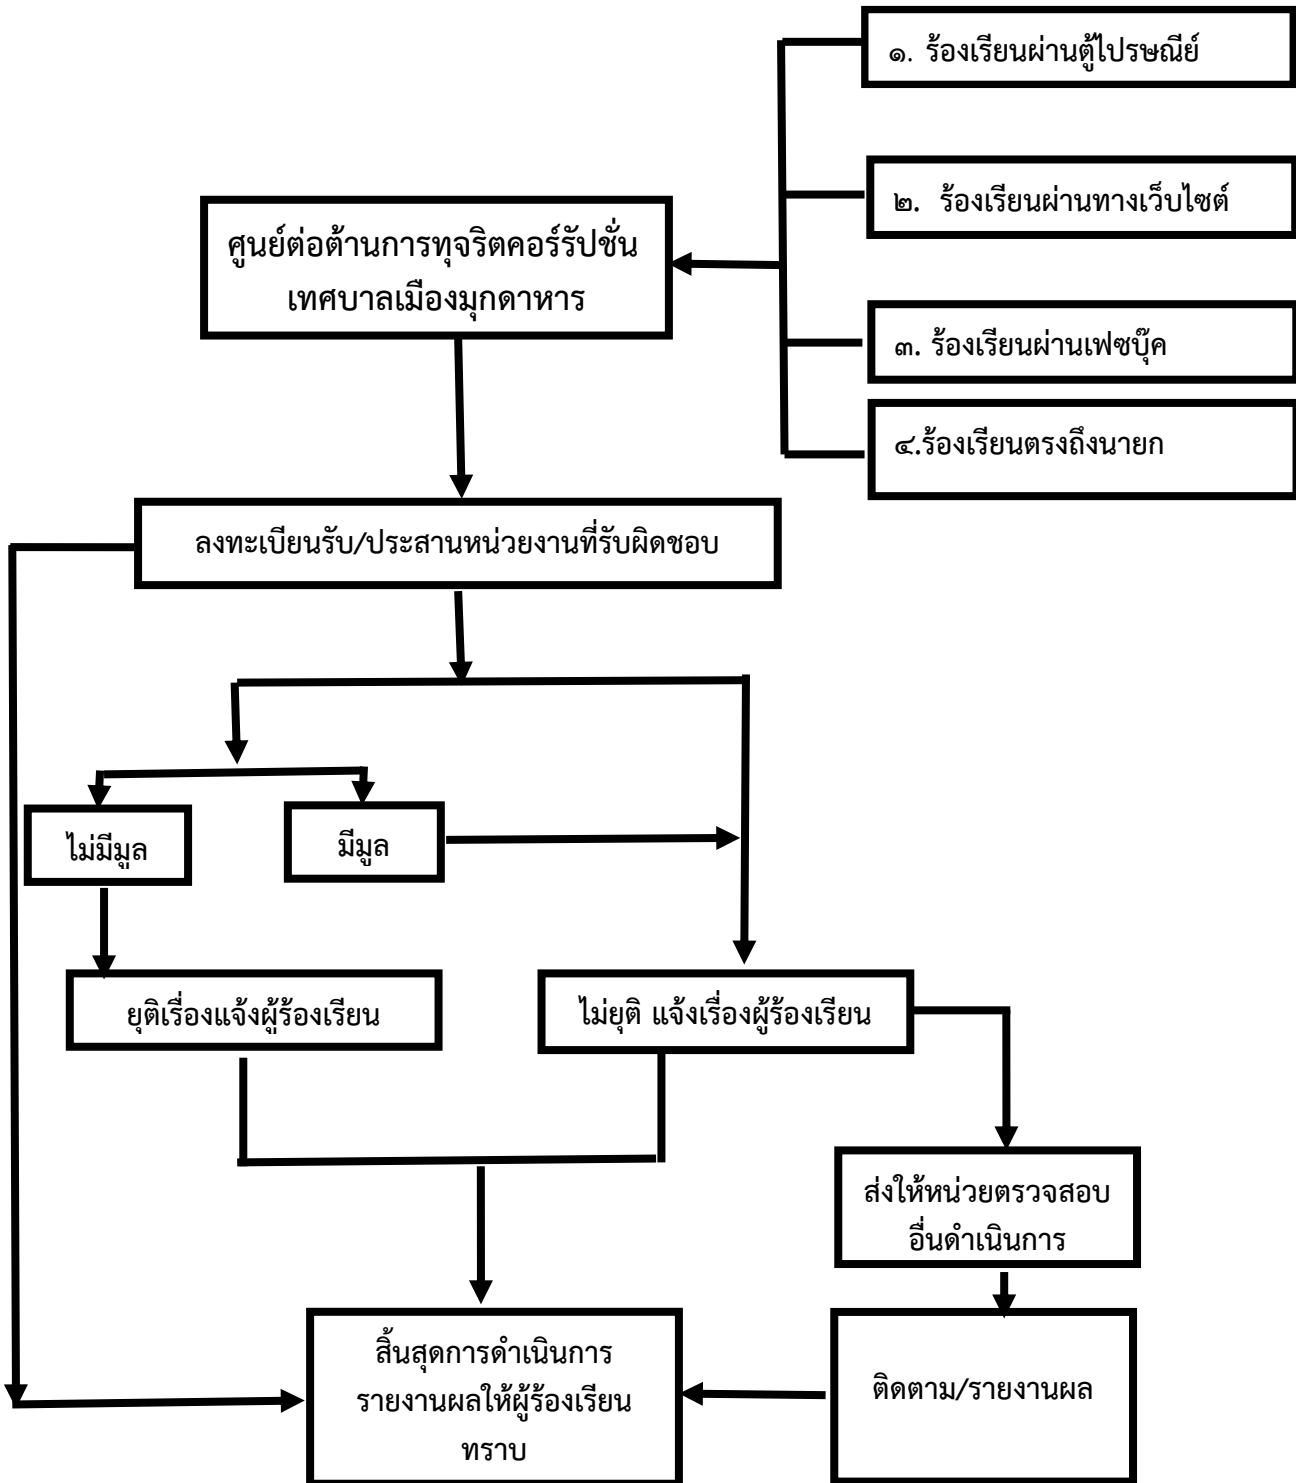 ๑. ร้องเรียนผ่านตู้ไปรษณีย์
๒. ร้องเรียนผ่านทางเว็บไซต์
ศูนย์ต่อต้านการทุจริตคอร์รัปชั่น
เทศบาลเมืองมุกดาหาร
๓. ร้องเรียนผ่านเฟซบุ๊ค
๔.ร้องเรียนตรงถึงนายก
ลงทะเบียนรับ/ประสานหน่วยงานที่รับผิดชอบ
ไม่มีมูล
มีมูล
ยุติเรื่องแจ้งผู้ร้องเรียน
ไม่ยุติ แจ้งเรื่องผู้ร้องเรียน
ส่งให้หน่วยตรวจสอบ
อื่นดำเนินการ
สิ้นสุดการดำเนินการ
รายงานผลให้ผู้ร้องเรียน
ทราบ
ติดตาม/รายงานผล